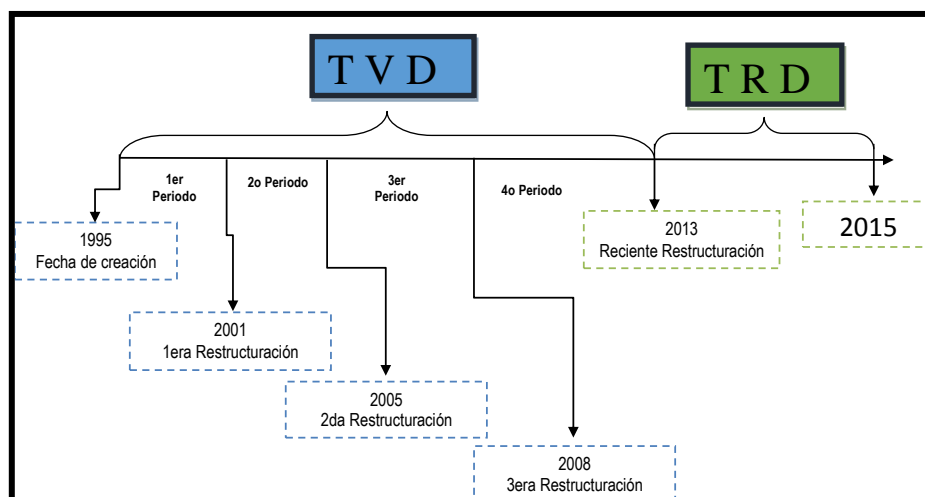 T V D
T R D
1er
Periodo
2o Periodo
3er
Periodo
4o Periodo
1995
Fecha de creación
2013
Reciente Restructuración
2015
2001
1era Restructuración
2005
2da Restructuración
2008
3era Restructuración